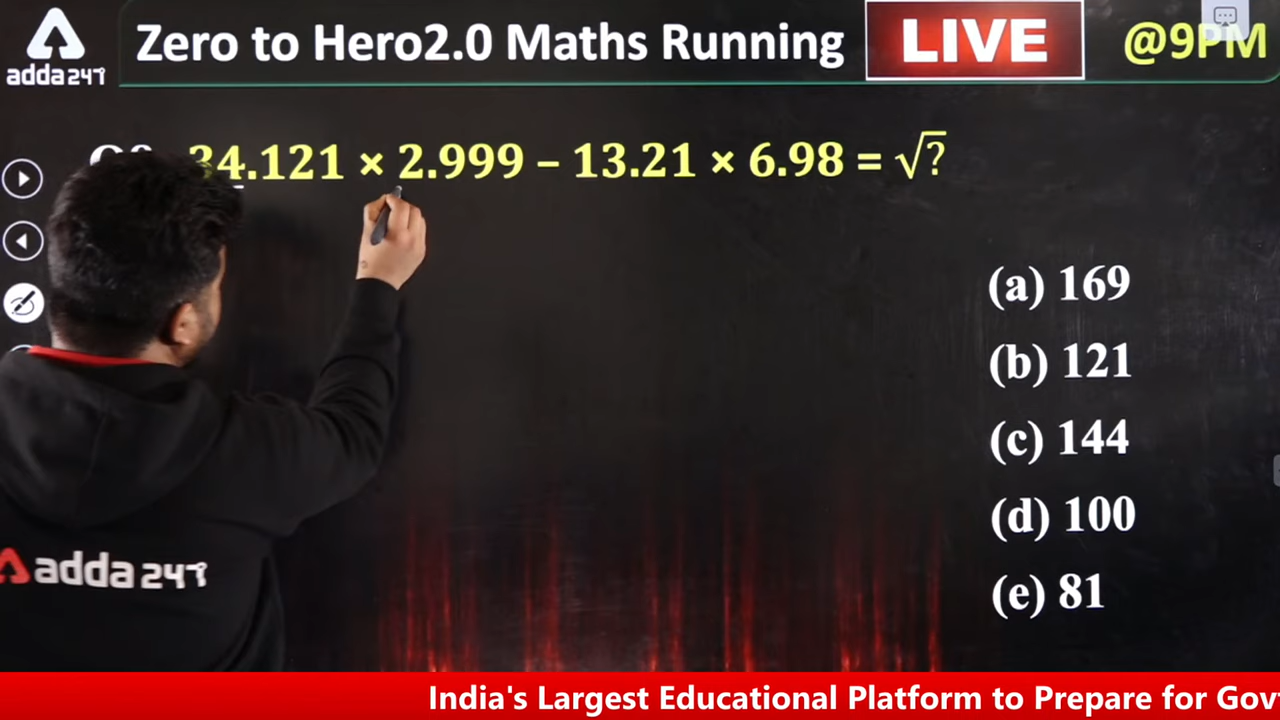 adda247
Zero to Hero2.0 Maths Running
LIVE
@9PM
34.121 × 2.999 – 13.21 × 6.98 = √?
(a) 169
(b) 121
(c) 144
(d) 100
(e) 81
adda247
India's Largest Educational Platform to Prepare for Gov